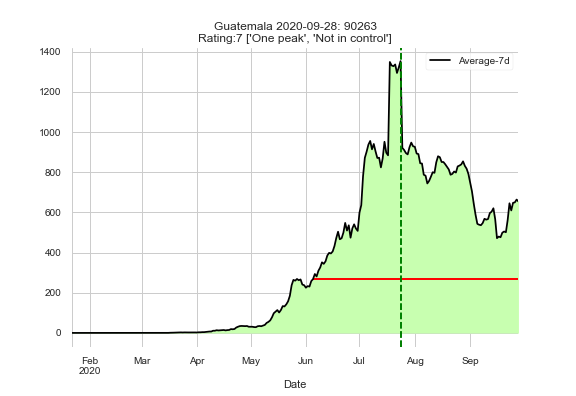 Guatemala 2020-09-28: 90263
Rating:7 ['One peak', 'Not in control']
Average-7d
1400
1200
1000
800
600
400
200
0
Feb Mar Apr May Jun Jul Aug Sep
2020
Date